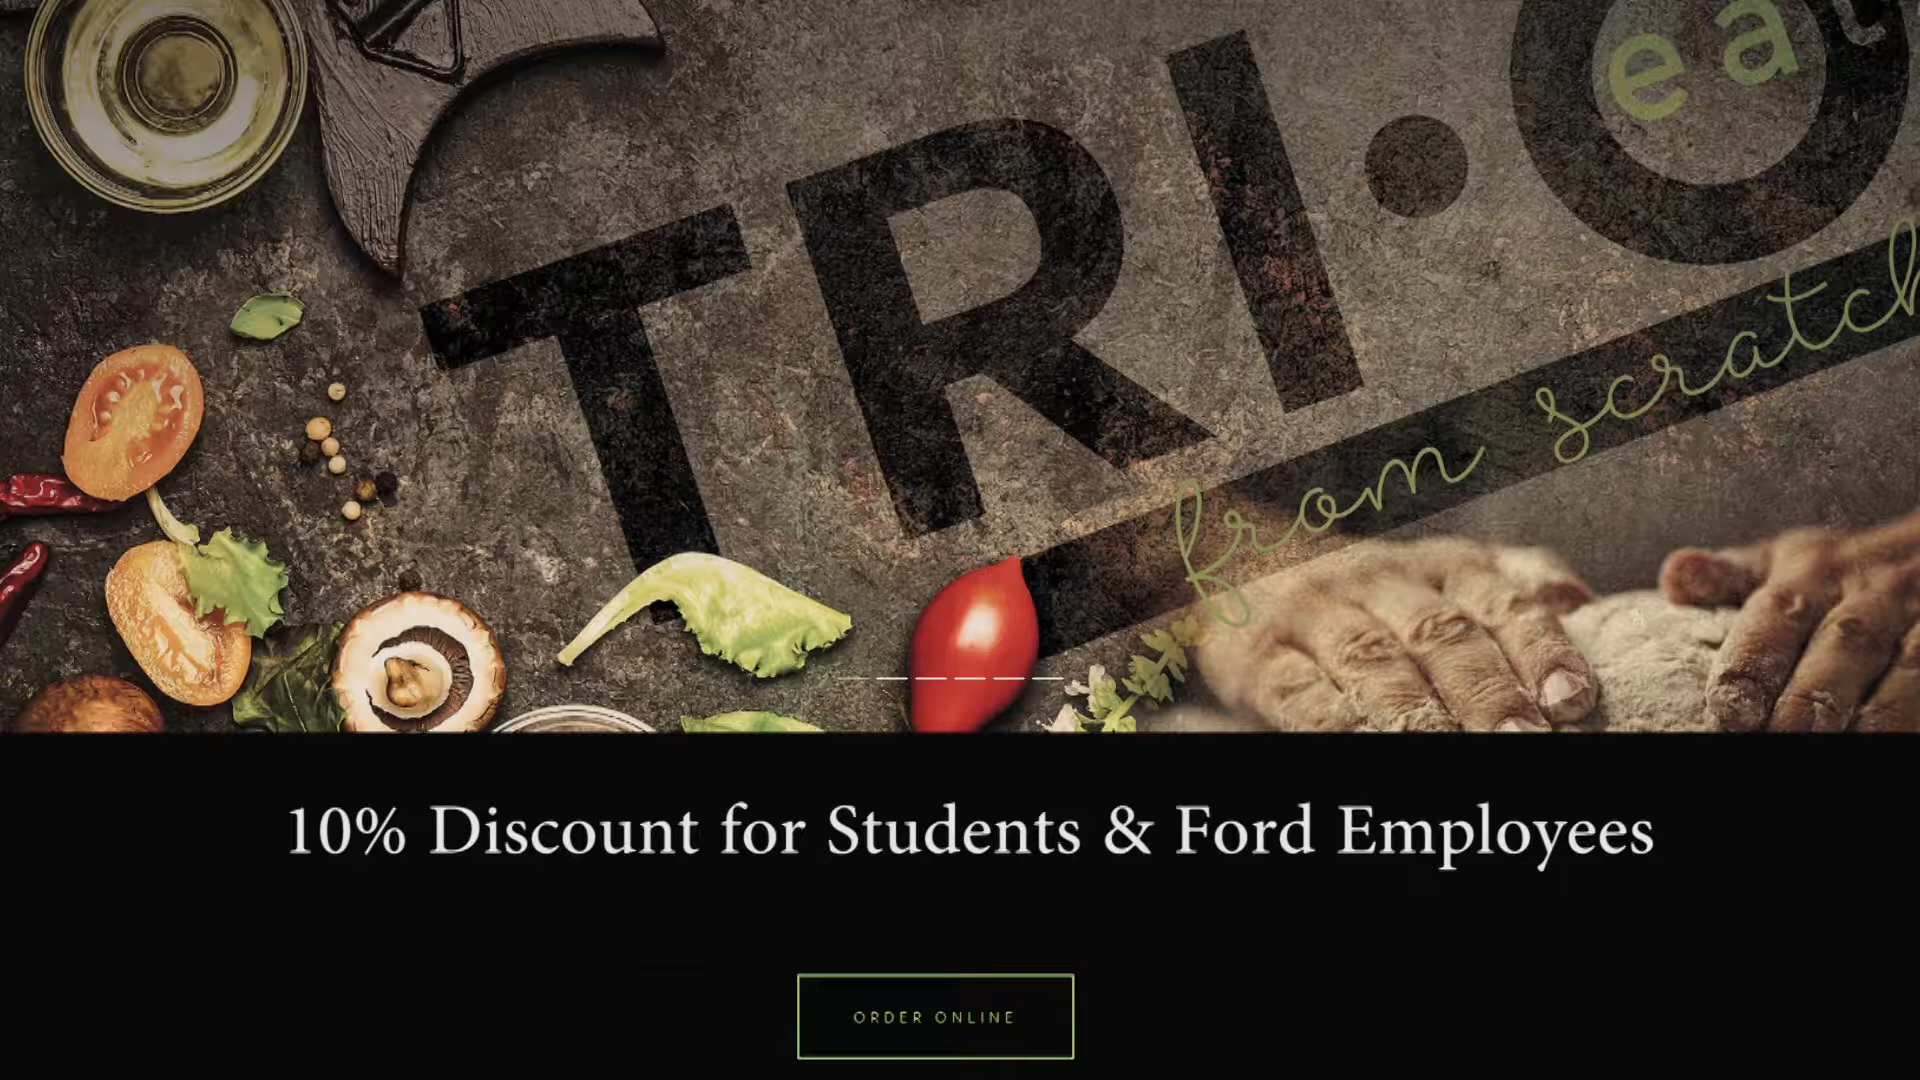 TRI·O
eat
from scratch
10% Discount for Students & Ford Employees
ORDER ONLINE